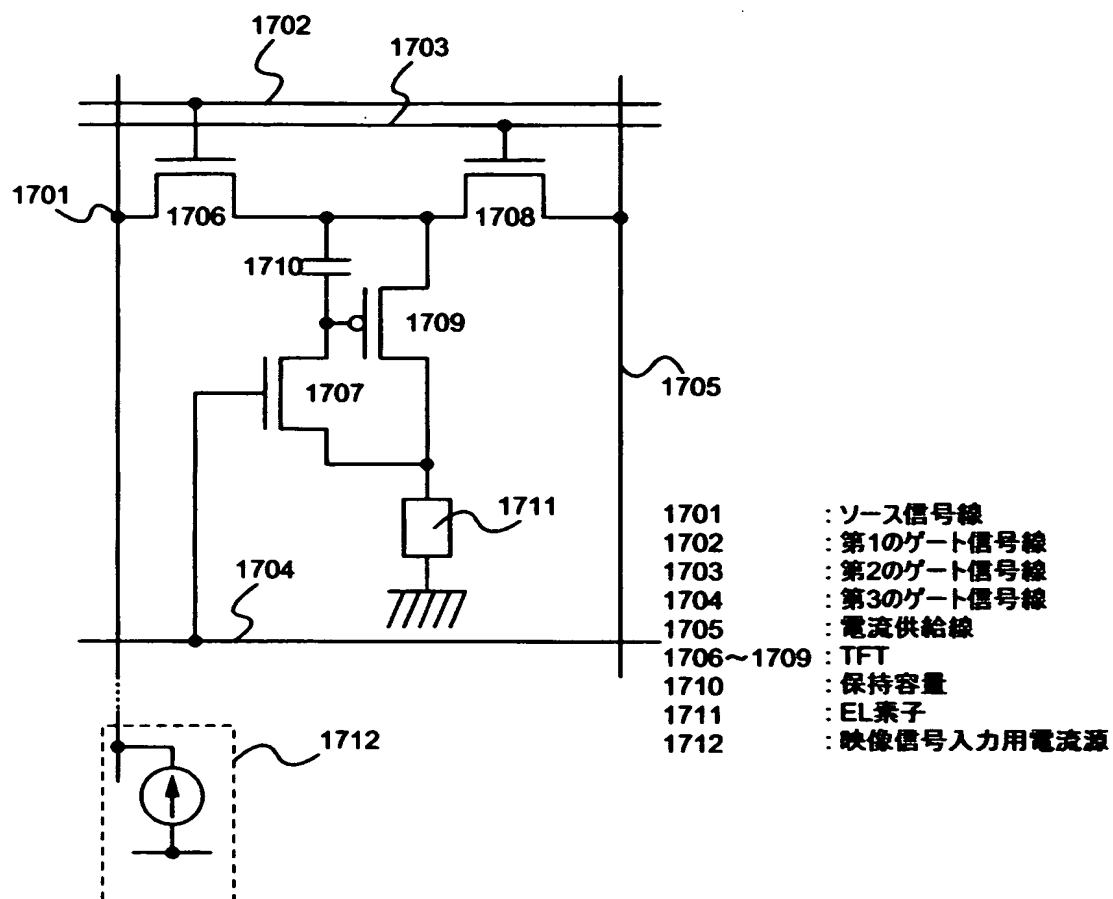 1702
1703
1701
1706
1708
1710
1709
1707
1705
1711
1704
1712
1701 : ソース信号線
1702 : 第1のゲート信号線
1703 : 第2のゲート信号線
1704 : 第3のゲート信号線
1705 : 電流供給線
1706～1709 : TFT
1710 : 保持容量
1711 : EL素子
1712 : 映像信号入力用電流源